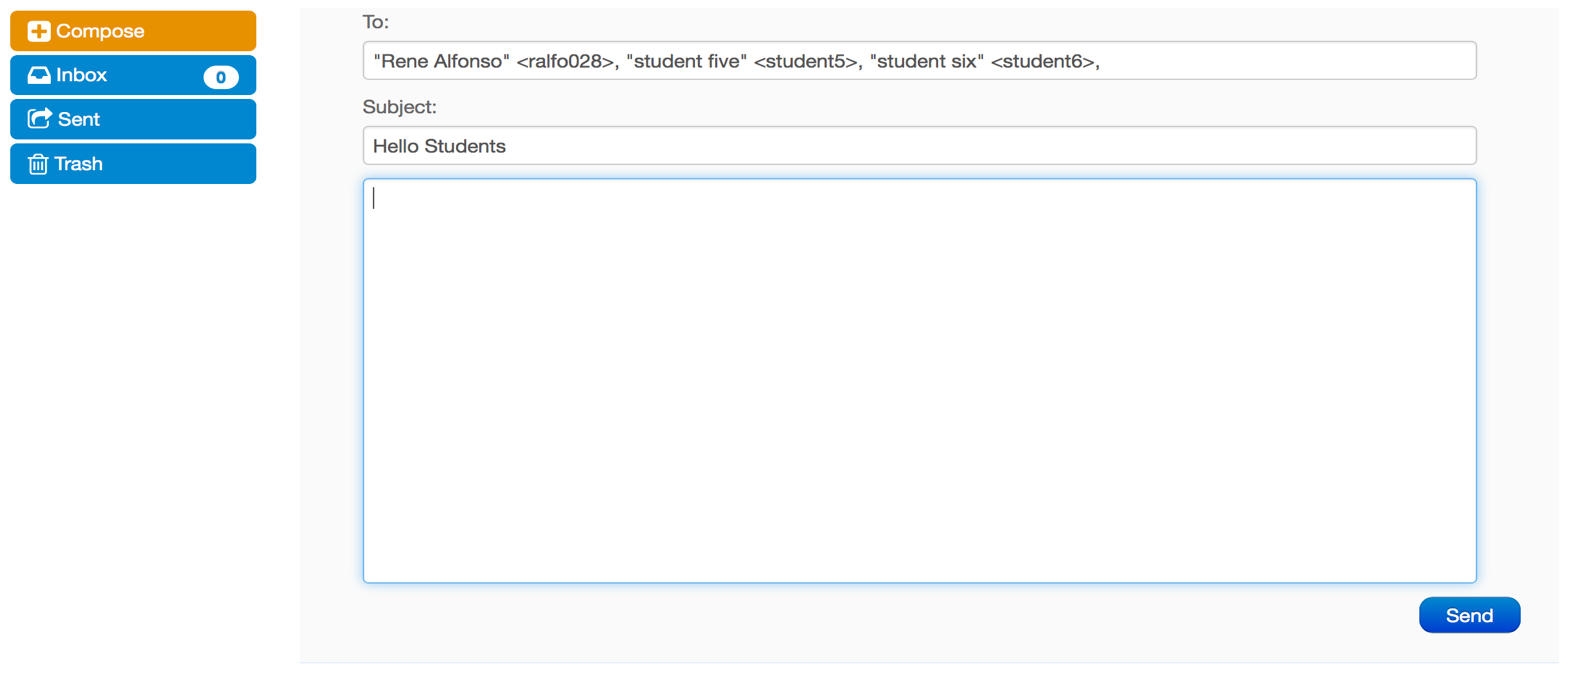 Compose
Inbox 0
Sent
Trash
To:
"Rene Alfonso" <ralfo028>, "student five" <student5>, "student six" <student6>,
Subject:
Hello Students
Send